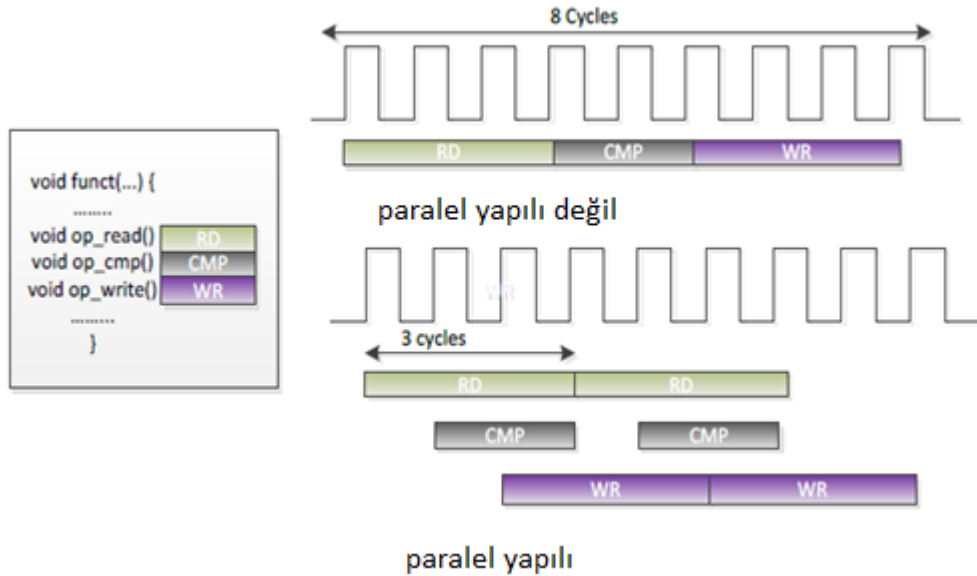 8 Cycles
RD CMP WR
paralel yapılı değil
void funct(...) {
........
void op_read() RD
void op_cmp() CMP
void op_write() WR
.........
}
WR
3 cycles
RD RD
CMP CMP
WR WR
paralel yapılı